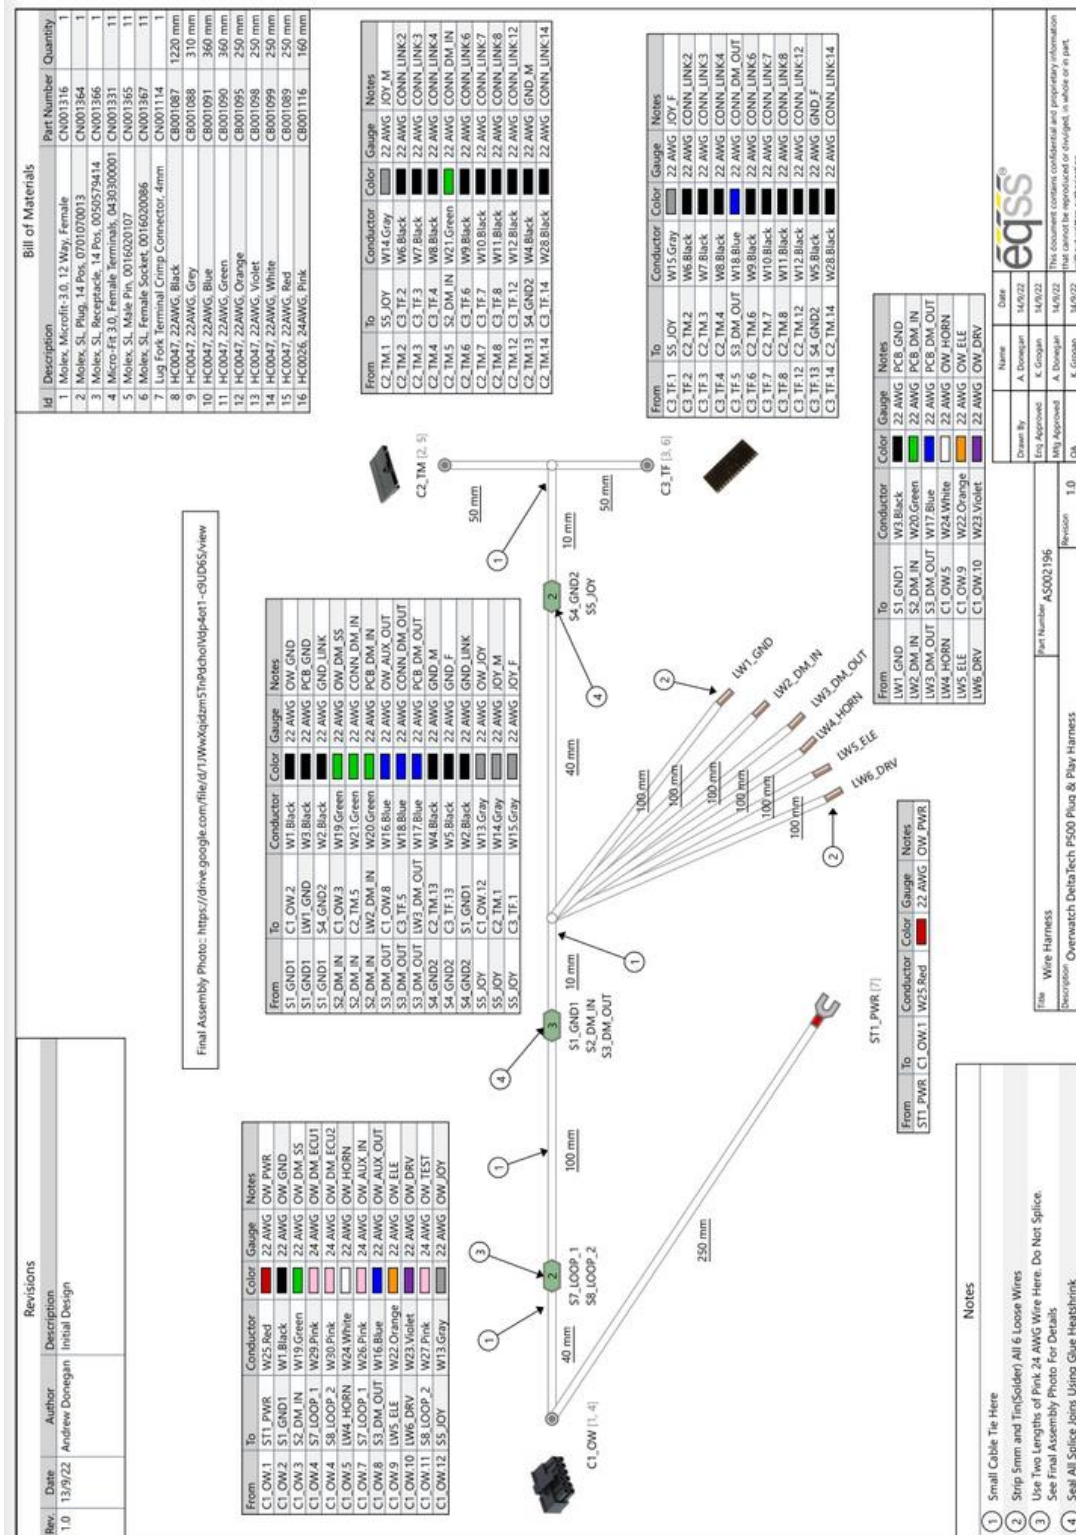 Revisions
Rev. Date Author Description
1.0 13/9/22 Andrew Donegan Initial Design
Final Assembly Photo:: https://drive.google.com/file/d/1JWwXqjdzm5TnPdcholVdp4ot1-c9UD6S/view
Bill of Materials
Id Description Part Number Quantity
1 Molex, Microfit-3.0, 12 Way, Female CN001316 1
2 Molex, SL, Plug, 14 Pos, 0701070013 CN001364 1
3 Molex, SL, Receptacle, 14 Pos, 0050579414 CN001366 1
4 Micro-Fit 3.0, Female Terminals, 0430300001 CN001331 11
5 Molex, SL, Male Pin, 0016020107 CN001365 11
6 Molex, SL, Female Socket, 0016020086 CN001367 11
7 Lug Fork Terminal Crimp Connector, 4mm CN001114 1
8 HC0047, 22AWG, Black CB001087 1220 mm
9 HC0047, 22AWG, Grey CB001088 310 mm
10 HC0047, 22AWG, Blue CB001091 360 mm
11 HC0047, 22AWG, Green CB001090 360 mm
12 HC0047, 22AWG, Orange CB001095 250 mm
13 HC0047, 22AWG, Violet CB001098 250 mm
14 HC0047, 22AWG, White CB001099 250 mm
15 HC0047, 22AWG, Red CB001089 250 mm
16 HC0026, 24AWG, Pink CB001116 160 mm
From To Conductor Color Gauge Notes
C1_OW.1 ST1_PWR W25.Red 22 AWG OW_PWR
C1_OW.2 S1_GND1 W1.Black 22 AWG OW_GND
C1_OW.3 S2_DM_IN W19.Green 22 AWG OW_DM_SS
C1_OW.4 S7_LOOP_1 W29.Pink 24 AWG OW_DM_ECU1
C1_OW.4 S8_LOOP_2 W30.Pink 24 AWG OW_DM_ECU2
C1_OW.5 LW4_HORN W24.White 22 AWG OW_HORN
C1_OW.7 S7_LOOP_1 W26.Pink 24 AWG OW_AUX_IN
C1_OW.8 S3_DM_OUT W16.Blue 22 AWG OW_AUX_OUT
C1_OW.9 LW5_ELE W22.Orange 22 AWG OW_ELE
C1_OW.10 LW6_DRV W23.Violet 22 AWG OW_DRV
C1_OW.11 S8_LOOP_2 W27.Pink 24 AWG OW_TEST
C1_OW.12 S5_JOY W13.Gray 22 AWG OW_JOY
From To Conductor Color Gauge Notes
S1_GND1 C1_OW.2 W1.Black 22 AWG OW_GND
S1_GND1 LW1_GND W3.Black 22 AWG PCB_GND
S1_GND1 S4_GND2 W2.Black 22 AWG GND_LINK
S2_DM_IN C1_OW.3 W19.Green 22 AWG OW_DM_SS
S2_DM_IN C2_TM.5 W21.Green 22 AWG CONN_DM_IN
S2_DM_IN LW2_DM_IN W20.Green 22 AWG PCB_DM_IN
S3_DM_OUT C1_OW.8 W16.Blue 22 AWG OW_AUX_OUT
S3_DM_OUT C3_TF.5 W18.Blue 22 AWG CONN_DM_OUT
S3_DM_OUT LW3_DM_OUT W17.Blue 22 AWG PCB_DM_OUT
S4_GND2 C2_TM.13 W4.Black 22 AWG GND_M
S4_GND2 C3_TF.13 W5.Black 22 AWG GND_F
S4_GND2 S1_GND1 W2.Black 22 AWG GND_LINK
S5_JOY C1_OW.12 W13.Gray 22 AWG OW_JOY
S5_JOY C2_TM.1 W14.Gray 22 AWG JOY_M
S5_JOY C3_TF.1 W15.Gray 22 AWG JOY_F
From To Conductor Color Gauge Notes
C2_TM.1 S5_JOY W14.Gray 22 AWG JOY_M
C2_TM.2 C3_TF.2 W6.Black 22 AWG CONN_LINK:2
C2_TM.3 C3_TF.3 W7.Black 22 AWG CONN_LINK:3
C2_TM.4 C3_TF.4 W8.Black 22 AWG CONN_LINK:4
C2_TM.5 S2_DM_IN W21.Green 22 AWG CONN_DM_IN
C2_TM.6 C3_TF.6 W9.Black 22 AWG CONN_LINK:6
C2_TM.7 C3_TF.7 W10.Black 22 AWG CONN_LINK:7
C2_TM.8 C3_TF.8 W11.Black 22 AWG CONN_LINK:8
C2_TM.12 C3_TF.12 W12.Black 22 AWG CONN_LINK:12
C2_TM.13 S4_GND2 W4.Black 22 AWG GND_M
C2_TM.14 C3_TF.14 W28.Black 22 AWG CONN_LINK:14
C1_OW [1, 4]
40 mm
1
3
2
S7_LOOP_1
S8_LOOP_2
1
100 mm
4
3
S1_GND1
S2_DM_IN
S3_DM_OUT
10 mm
1
40 mm
4
2
S4_GND2
S5_JOY
10 mm
1
50 mm
C2_TM [2, 5]
50 mm
C3_TF [3, 6]
250 mm
ST1_PWR [7]
2
100 mm
LW1_GND
100 mm
LW2_DM_IN
100 mm
LW3_DM_OUT
100 mm
LW4_HORN
100 mm
LW5_ELE
100 mm
LW6_DRV
2
From To Conductor Color Gauge Notes
C3_TF.1 S5_JOY W15.Gray 22 AWG JOY_F
C3_TF.2 C2_TM.2 W6.Black 22 AWG CONN_LINK:2
C3_TF.3 C2_TM.3 W7.Black 22 AWG CONN_LINK:3
C3_TF.4 C2_TM.4 W8.Black 22 AWG CONN_LINK:4
C3_TF.5 S3_DM_OUT W18.Blue 22 AWG CONN_DM_OUT
C3_TF.6 C2_TM.6 W9.Black 22 AWG CONN_LINK:6
C3_TF.7 C2_TM.7 W10.Black 22 AWG CONN_LINK:7
C3_TF.8 C2_TM.8 W11.Black 22 AWG CONN_LINK:8
C3_TF.12 C2_TM.12 W12.Black 22 AWG CONN_LINK:12
C3_TF.13 S4_GND2 W5.Black 22 AWG GND_F
C3_TF.14 C2_TM.14 W28.Black 22 AWG CONN_LINK:14
From To Conductor Color Gauge Notes
ST1_PWR C1_OW.1 W25.Red 22 AWG OW_PWR
From To Conductor Color Gauge Notes
LW1_GND S1_GND1 W3.Black 22 AWG PCB_GND
LW2_DM_IN S2_DM_IN W20.Green 22 AWG PCB_DM_IN
LW3_DM_OUT S3_DM_OUT W17.Blue 22 AWG PCB_DM_OUT
LW4_HORN C1_OW.5 W24.White 22 AWG OW_HORN
LW5_ELE C1_OW.9 W22.Orange 22 AWG OW_ELE
LW6_DRV C1_OW.10 W23.Violet 22 AWG OW_DRV
Notes
1 Small Cable Tie Here
2 Strip 5mm and Tin(Solder) All 6 Loose Wires
3 Use Two Lengths of Pink 24 AWG Wire Here. Do Not Splice.
See Final Assembly Photo For Details
4 Seal All Splice Joins Using Glue Heatshrink
Title Wire Harness
Part Number AS002196
Description Overwatch DeltaTech P500 Plug & Play Harness
Revision 1.0
Name Date
Drawn By A. Donegan 14/9/22
Eng Approved K. Grogan 14/9/22
Mfg Approved A. Donegan 14/9/22
QA K. Grogan 14/9/22
eqss®
This document contains confidential and proprietary information
that cannot be reproduced or divulged, in whole or in part,